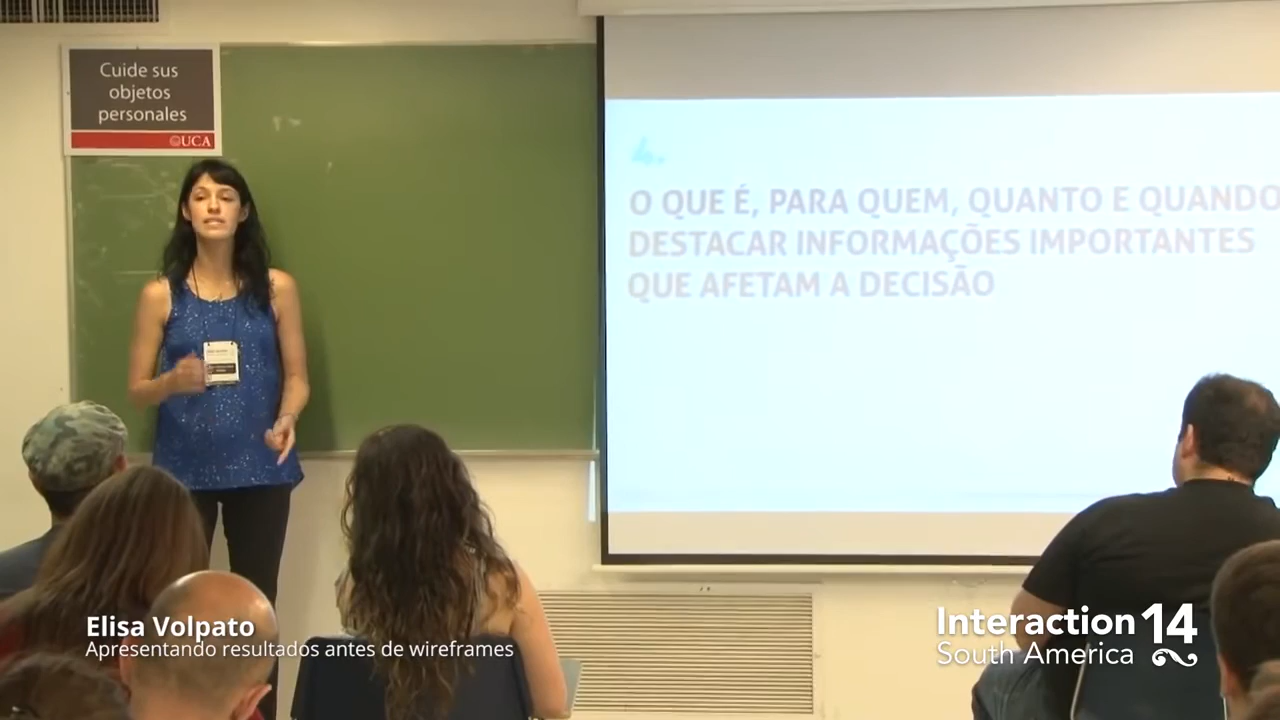 Cuide sus
objetos
personales
UCA
4.
O QUE É, PARA QUEM, QUANTO E QUANDO
DESTACAR INFORMAÇÕES IMPORTANTES
QUE AFETAM A DECISÃO
Elisa Volpato
Apresentando resultados antes de wireframes
Interaction 14
South America